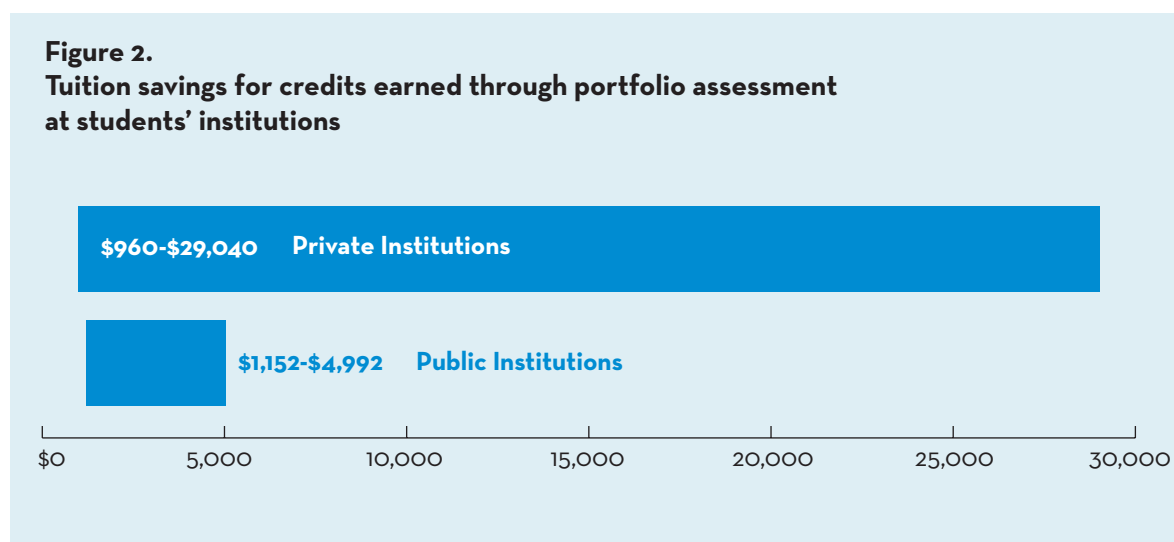 Figure 2.
Tuition savings for credits earned through portfolio assessment
at students’ institutions
$960-$29,040 Private Institutions
$1,152-$4,992 Public Institutions
$0 5,000 10,000 15,000 20,000 25,000 30,000